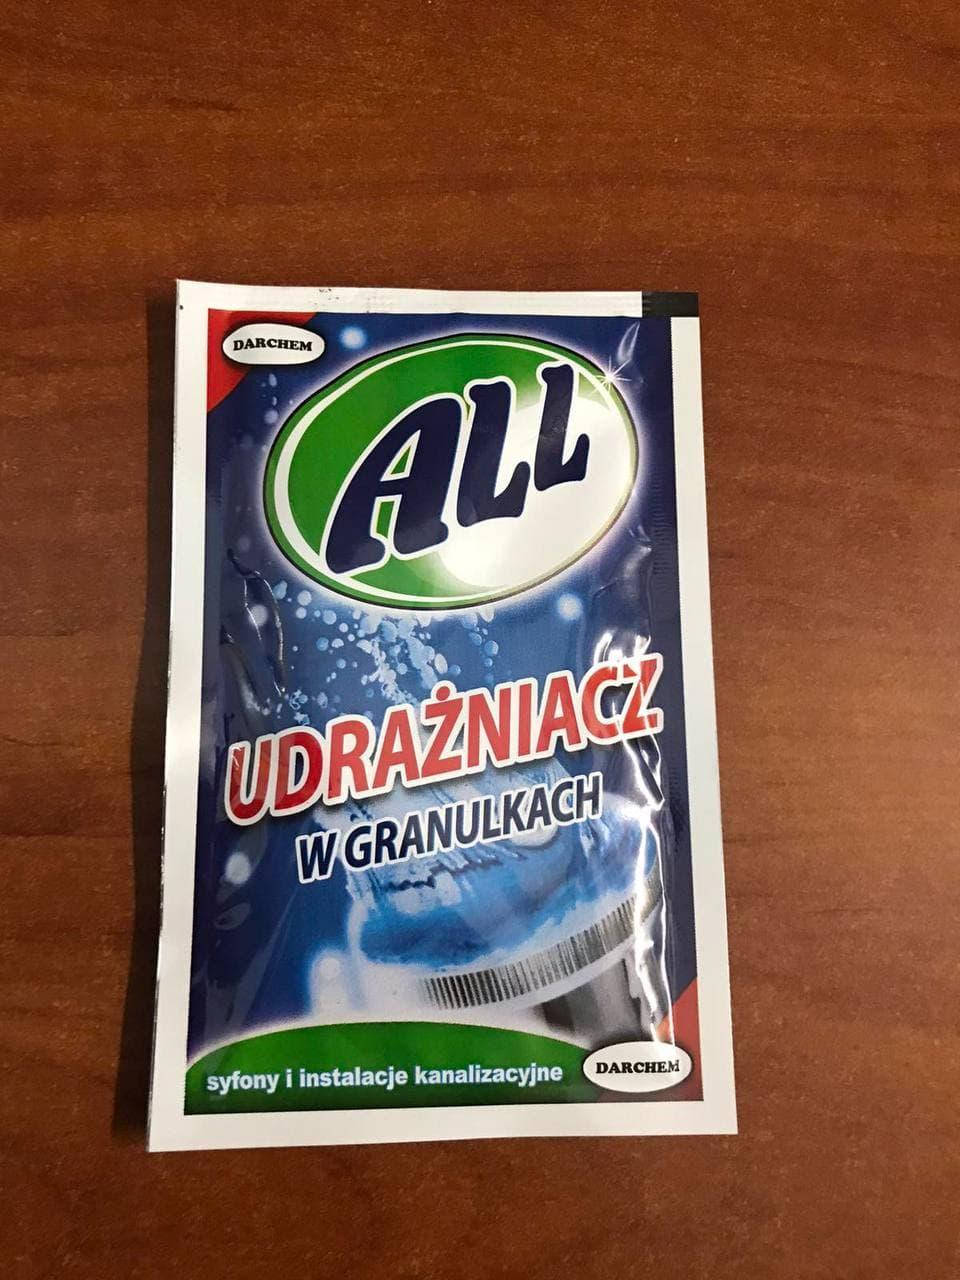 DARCHEM
ALL
UDRAŻNIACZ
W GRANULKACH
syfony i instalacje kanalizacyjne
DARCHEM